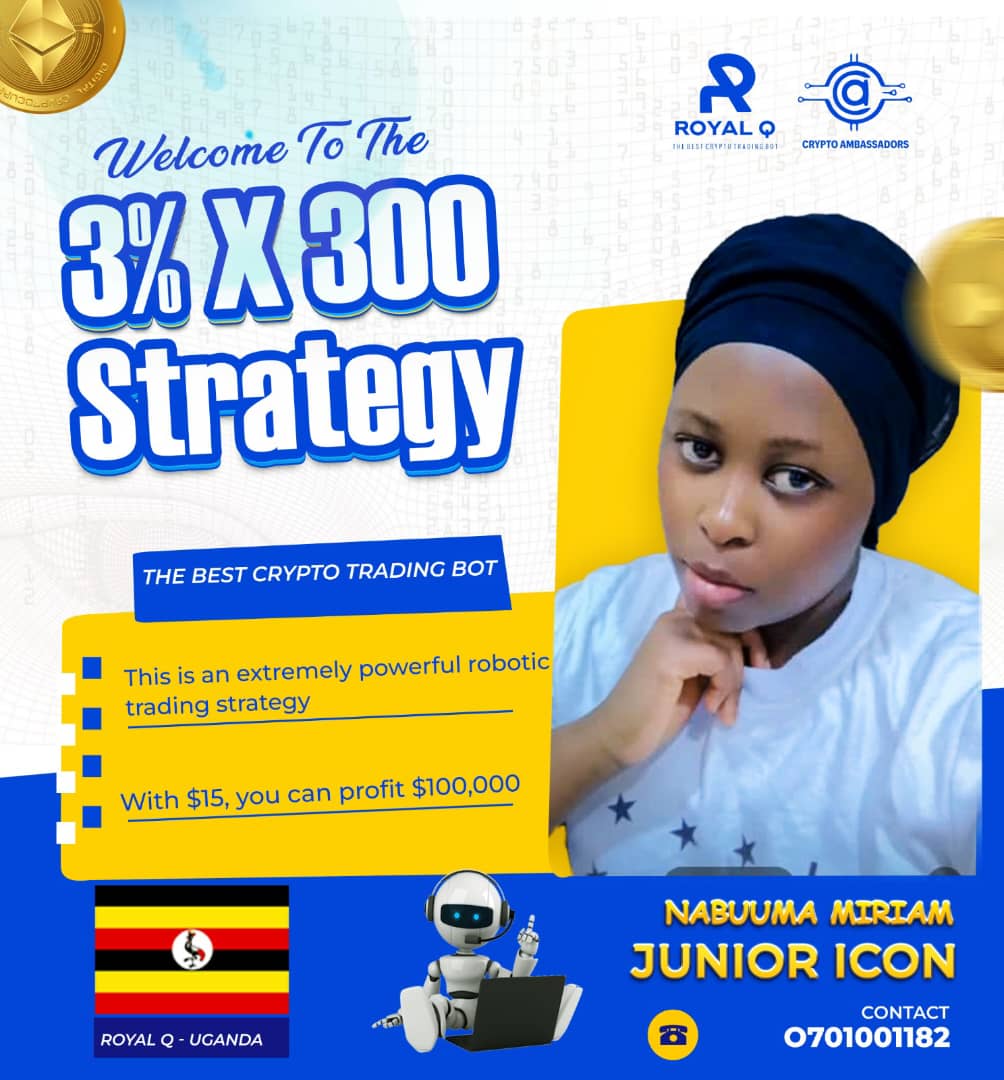 ROYAL Q
THE BEST CRYPTO TRADING BOT
CRYPTO AMBASSADORS
Welcome To The
3% X 300
Strategy
THE BEST CRYPTO TRADING BOT
This is an extremely powerful robotic
trading strategy
With $15, you can profit $100,000
NABUUMA MIRIAM
JUNIOR ICON
CONTACT
0701001182
ROYAL Q - UGANDA